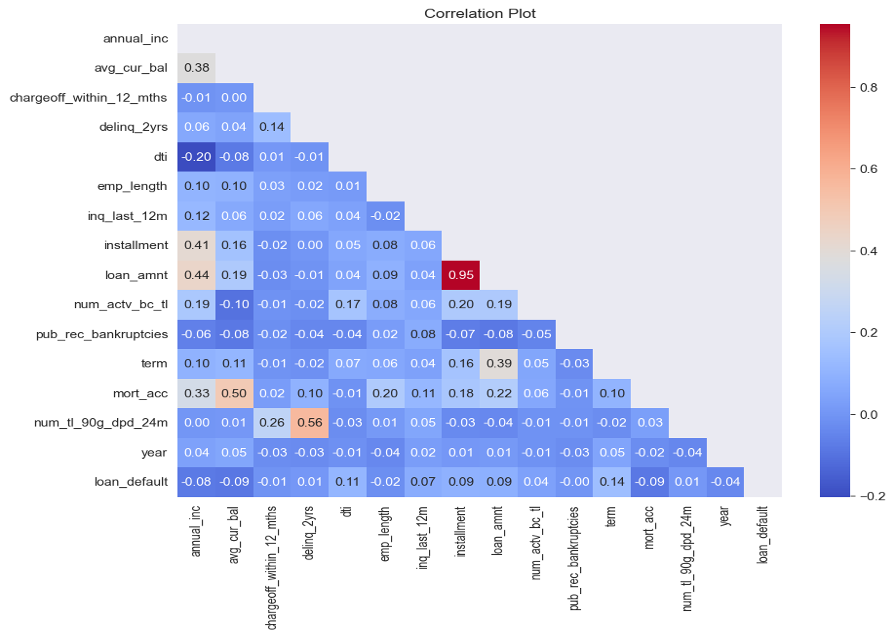 Correlation Plot
annual_inc
avg_cur_bal 0.38
chargeoff_within_12_mths -0.01 0.00
delinq_2yrs 0.06 0.04 0.14
dti -0.20 -0.08 0.01 -0.01
emp_length 0.10 0.10 0.03 0.02 0.01
inq_last_12m 0.12 0.06 0.02 0.06 0.04 -0.02
installment 0.41 0.16 -0.02 0.00 0.05 0.08 0.06
loan_amnt 0.44 0.19 -0.03 -0.01 0.04 0.09 0.04 0.95
num_actv_bc_tl 0.19 -0.10 -0.01 -0.02 0.17 0.08 0.06 0.20 0.19
pub_rec_bankruptcies -0.06 -0.08 -0.02 -0.04 -0.04 0.02 0.08 -0.07 -0.08 -0.05
term 0.10 0.11 -0.01 -0.02 0.07 0.06 0.04 0.16 0.39 0.05 -0.03
mort_acc 0.33 0.50 0.02 0.10 -0.01 0.20 0.11 0.18 0.22 0.06 -0.01 0.10
num_tl_90g_dpd_24m 0.00 0.01 0.26 0.56 -0.03 0.01 0.05 -0.03 -0.04 -0.01 -0.01 -0.02 0.03
year 0.04 0.05 -0.03 -0.03 -0.01 -0.04 0.02 0.01 0.01 -0.01 -0.03 0.05 -0.02 -0.04
loan_default -0.08 -0.09 -0.01 0.01 0.11 -0.02 0.07 0.09 0.09 0.04 -0.00 0.14 -0.09 0.01 -0.04
annual_inc
avg_cur_bal
chargeoff_within_12_mths
delinq_2yrs
dti
emp_length
inq_last_12m
installment
loan_amnt
num_actv_bc_tl
pub_rec_bankruptcies
term
mort_acc
num_tl_90g_dpd_24m
year
loan_default
0.8
0.6
0.4
0.2
0.0
-0.2